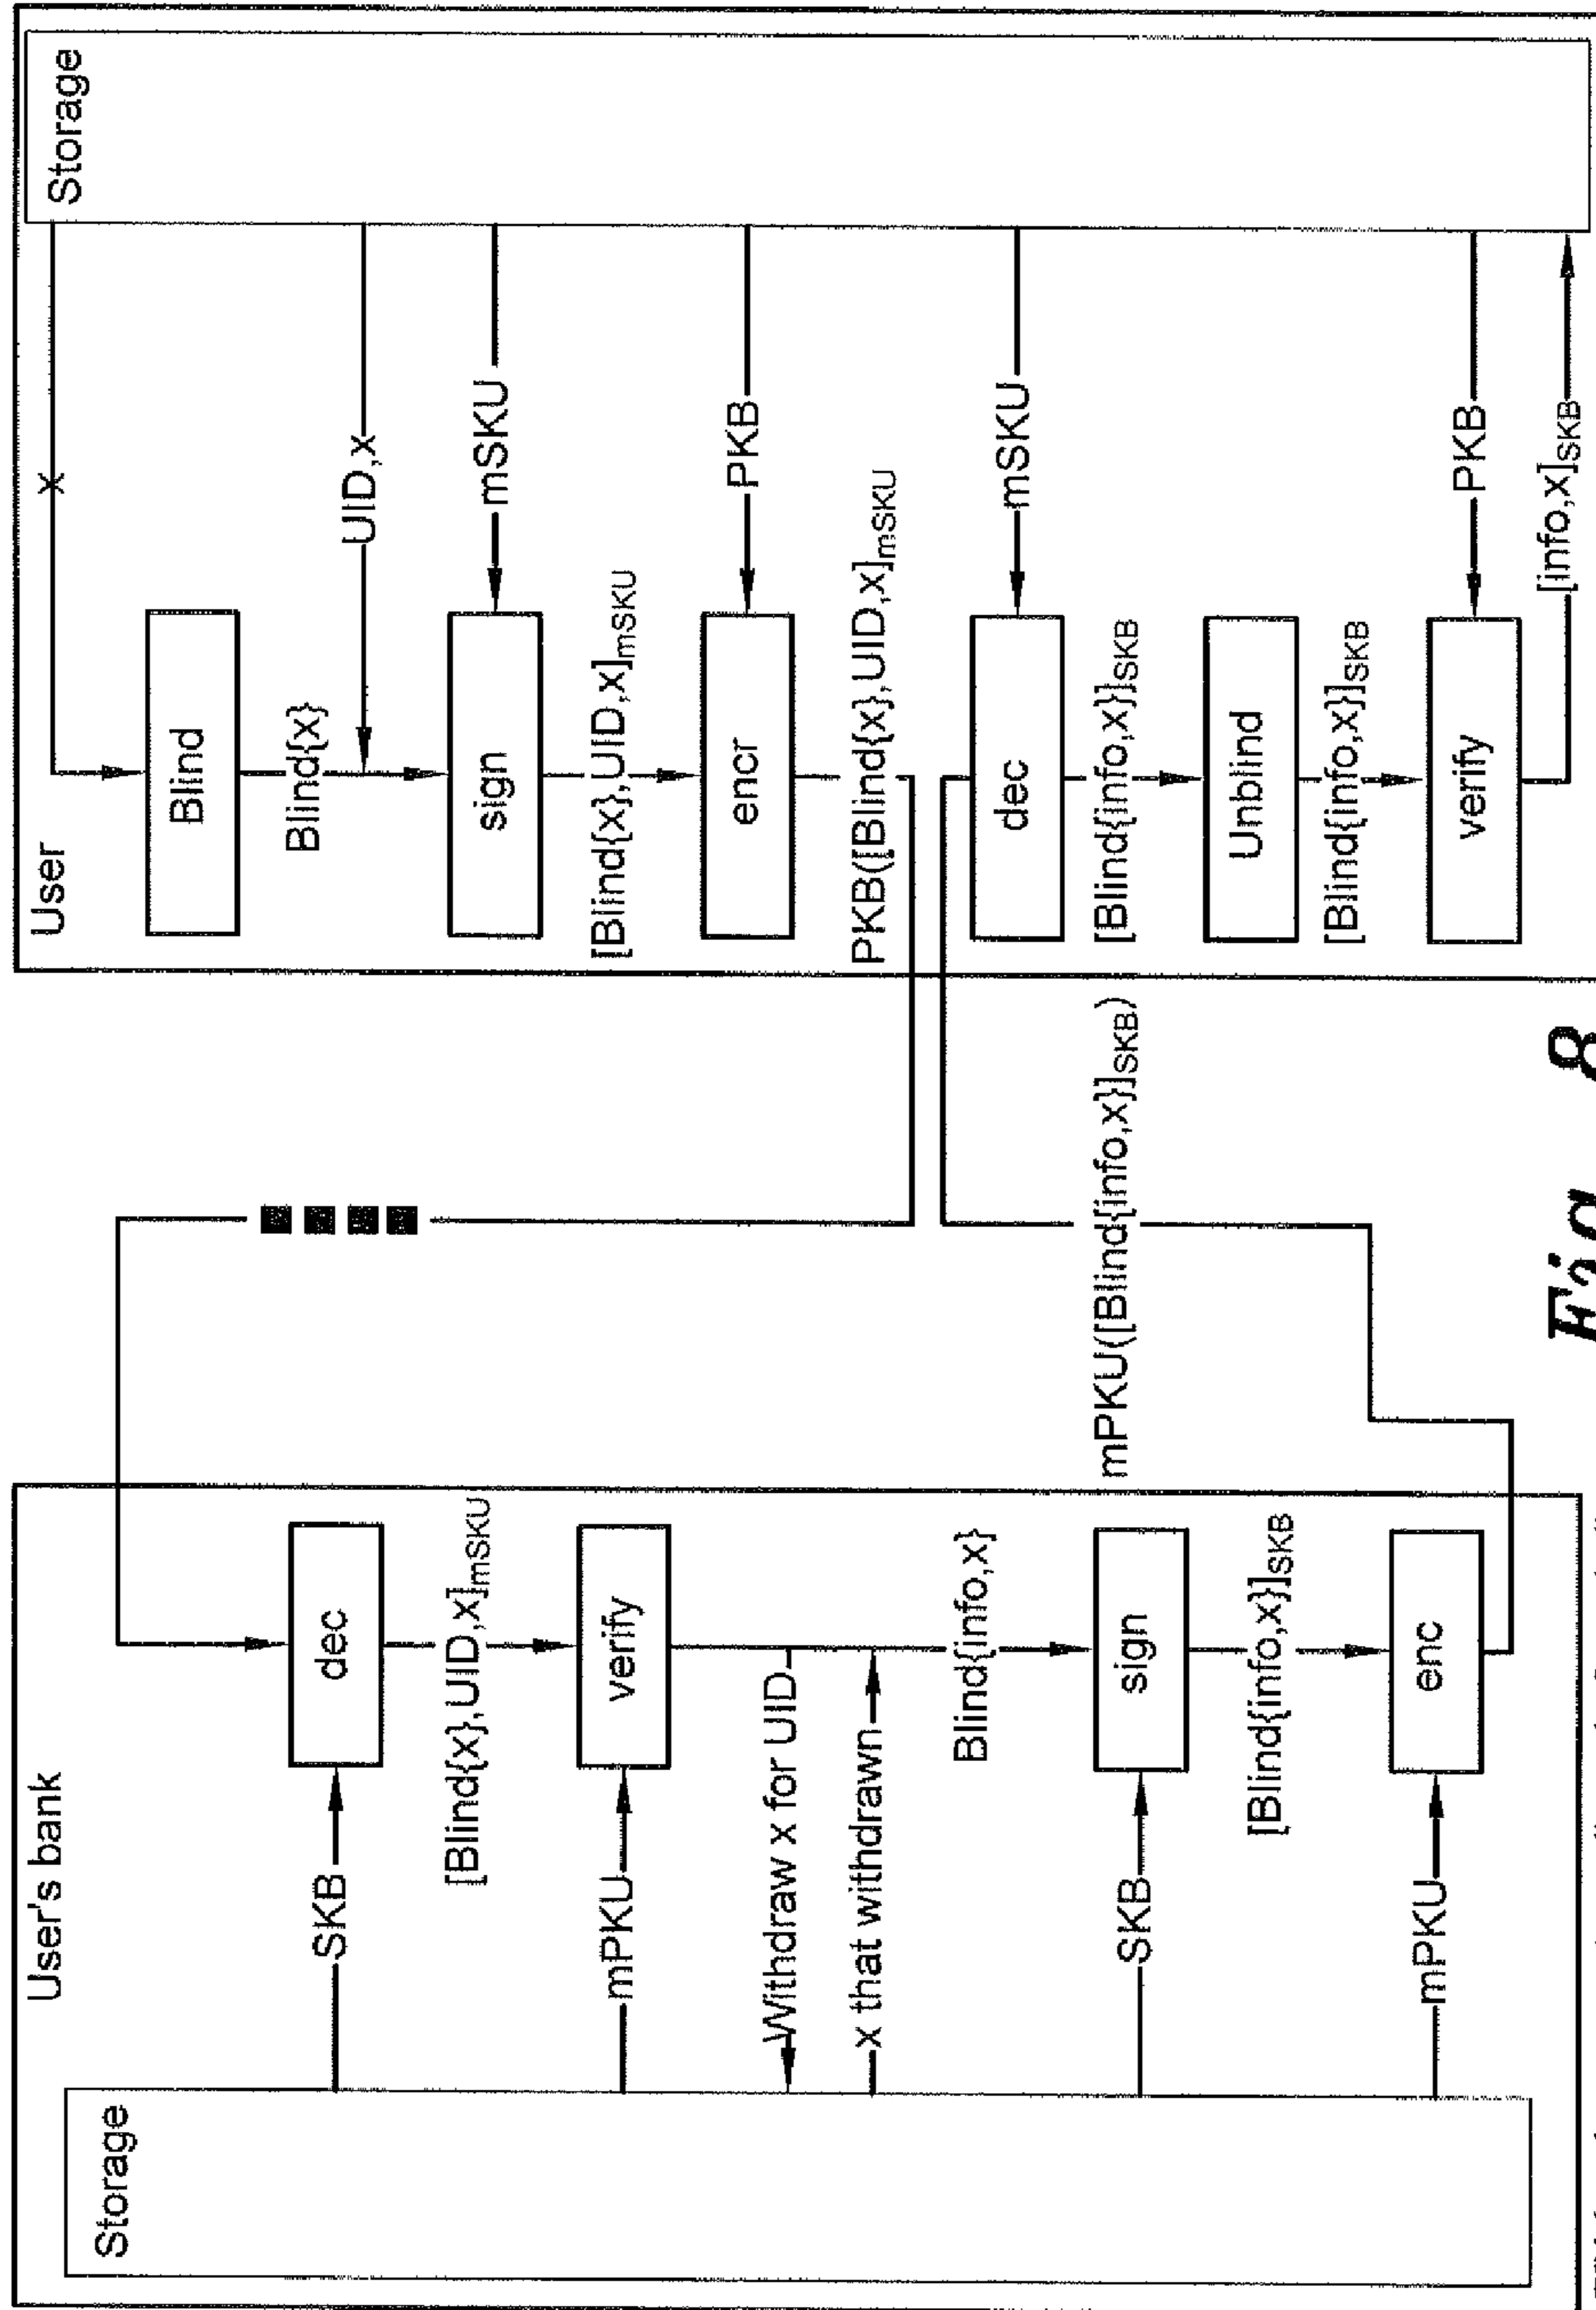 User's bank
Storage
SKB
dec
[Blind{x},UID,x]mSKU
mPKU
verify
Withdraw x for UID
x that withdrawn
Blind{info,x}
SKB
sign
[Blind{info,x}]SKB
mPKU
enc
mPKU([Blind{info,x}]SKB)
User
Storage
x
Blind
Blind{x}
UID,x
mSKU
sign
[Blind{x},UID,x]mSKU
PKB
encr
PKB([Blind{x},UID,x]mSKU
mSKU
dec
[Blind{info,x}]SKB
Unblind
[Blind{info,x}]SKB
PKB
verify
[info,x]SKB
Fig. 8